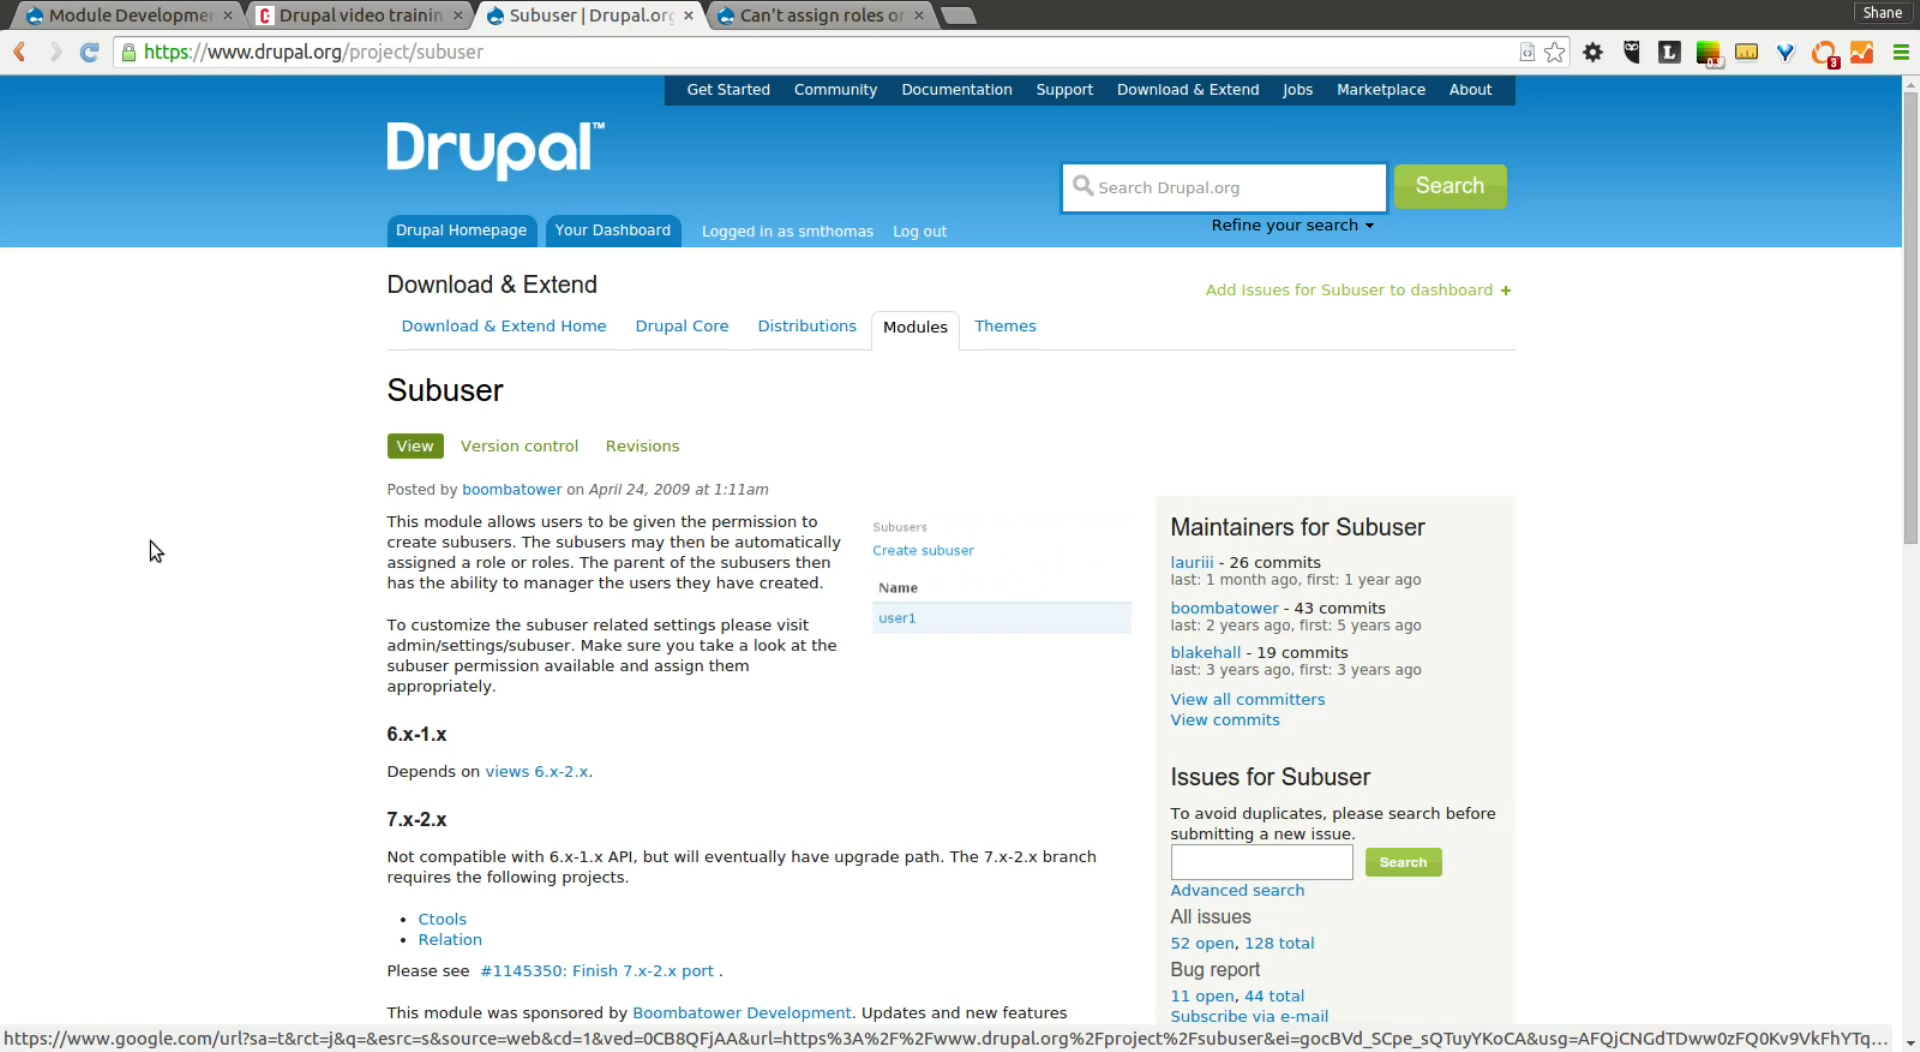 Module Developmen
Drupal video trainin
Subuser | Drupal.org
Can't assign roles or
Shane
https://www.drupal.org/project/subuser
Get Started Community Documentation Support Download & Extend Jobs Marketplace About
Drupal™
Search Drupal.org
Search
Refine your search
Drupal Homepage Your Dashboard Logged in as smthomas Log out
Download & Extend
Add Issues for Subuser to dashboard +
Download & Extend Home Drupal Core Distributions Modules Themes
Subuser
View Version control Revisions
Posted by boombatower on April 24, 2009 at 1:11am
This module allows users to be given the permission to
create subusers. The subusers may then be automatically
assigned a role or roles. The parent of the subusers then
has the ability to manager the users they have created.
To customize the subuser related settings please visit
admin/settings/subuser. Make sure you take a look at the
subuser permission available and assign them
appropriately.
Subusers
Create subuser
Name
user1
6.x-1.x
Depends on views 6.x-2.x.
7.x-2.x
Not compatible with 6.x-1.x API, but will eventually have upgrade path. The 7.x-2.x branch
requires the following projects.
• Ctools
• Relation
Please see #1145350: Finish 7.x-2.x port .
This module was sponsored by Boombatower Development. Updates and new features
Maintainers for Subuser
lauriii - 26 commits
last: 1 month ago, first: 1 year ago
boombatower - 43 commits
last: 2 years ago, first: 5 years ago
blakehall - 19 commits
last: 3 years ago, first: 3 years ago
View all committers
View commits
Issues for Subuser
To avoid duplicates, please search before
submitting a new issue.
Search
Advanced search
All issues
52 open, 128 total
Bug report
11 open, 44 total
Subscribe via e-mail
https://www.google.com/url?sa=t&rct=j&q=&esrc=s&source=web&cd=1&ved=0CB8QFjAA&url=https%3A%2F%2Fwww.drupal.org%2Fproject%2Fsubuser&ei=gocBVd_SCpe_sQTuyYKoCA&usg=AFQjCNGdTDww0zFQ0Kv9VkFhYTq...